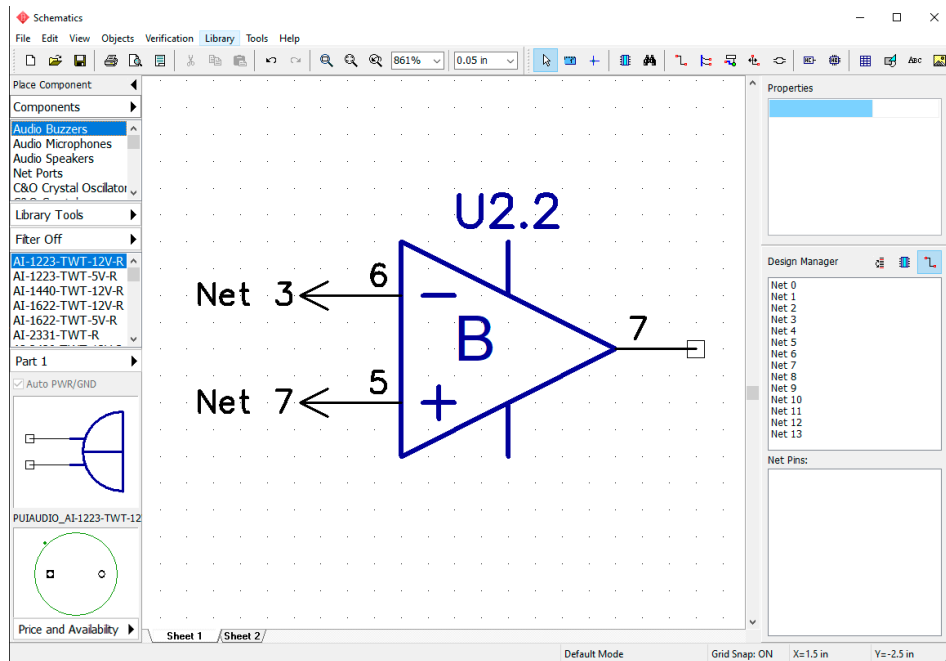 Schematics
File Edit View Objects Verification Library Tools Help
861% 0.05 in ABC
Place Component
Components
Audio Buzzers
Audio Microphones
Audio Speakers
Net Ports
C&O Crystal Oscilator
Library Tools
Filter Off
AI-1223-TWT-12V-R
AI-1223-TWT-5V-R
AI-1440-TWT-12V-R
AI-1622-TWT-12V-R
AI-1622-TWT-5V-R
AI-2331-TWT-R
Part 1
Auto PWR/GND
PUIAUDIO_AI-1223-TWT-12
Price and Availability
U2.2
Net 3
6
B
7
Net 7
5
Sheet 1 Sheet 2
Properties
Design Manager
Net 0
Net 1
Net 2
Net 3
Net 4
Net 5
Net 6
Net 7
Net 8
Net 9
Net 10
Net 11
Net 12
Net 13
Net Pins:
Default Mode Grid Snap: ON X=1.5 in Y=-2.5 in